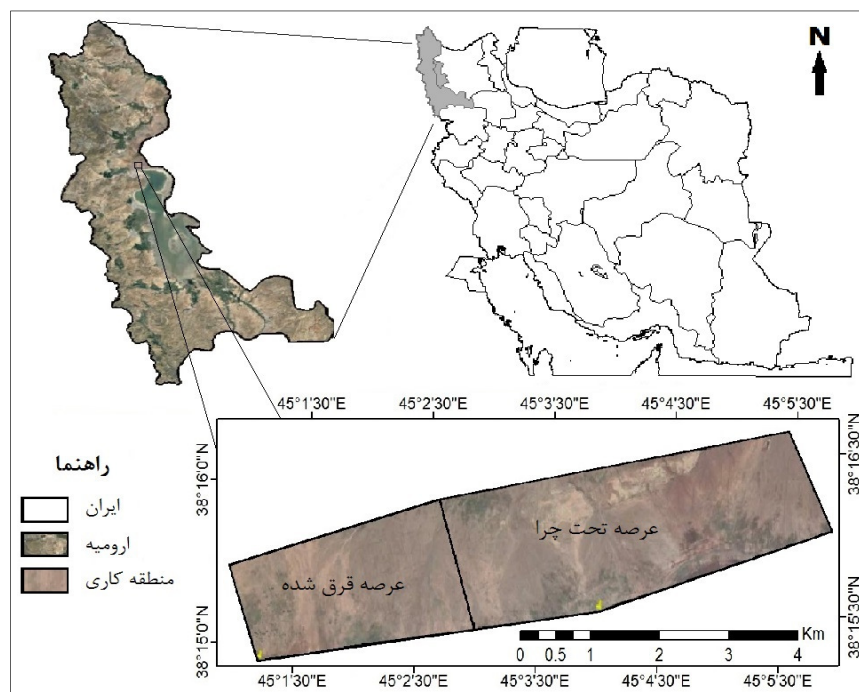 N
45°1'30"E 45°2'30"E 45°3'30"E 45°4'30"E 45°5'30"E
38°16'0"N
38°16'30"N
راهنما
ایران
ارومیه
منطقه کاری
عرصه تحت چرا
عرصه قرق شده
38°15'0"N
38°15'30"N
Km
0 0.5 1 2 3 4
45°1'30"E 45°2'30"E 45°3'30"E 45°4'30"E 45°5'30"E